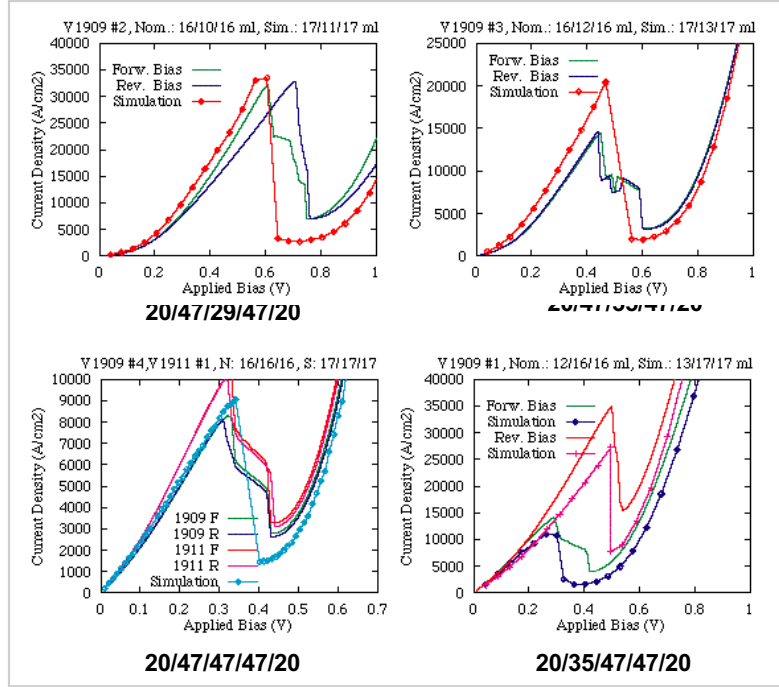 V1909 #2, Nom.: 16/10/16 ml, Sim.: 17/11/17 ml
40000
35000
30000
25000
20000
15000
10000
5000
0
Current Density (A/cm2)
Forw. Bias
Rev. Bias
Simulation
0 0.2 0.4 0.6 0.8 1
Applied Bias (V)
20/47/29/47/20
V1909 #3, Nom.: 16/12/16 ml, Sim.: 17/13/17 ml
25000
20000
15000
10000
5000
0
Current Density (A/cm2)
Forw. Bias
Rev. Bias
Simulation
0 0.2 0.4 0.6 0.8 1
Applied Bias (V)
20/47/35/47/20
V1909 #4,V1911 #1, N: 16/16/16, S: 17/17/17
10000
9000
8000
7000
6000
5000
4000
3000
2000
1000
0
Current Density (A/cm2)
1909 F
1909 R
1911 F
1911 R
Simulation
0 0.1 0.2 0.3 0.4 0.5 0.6 0.7
Applied Bias (V)
20/47/47/47/20
V1909 #1, Nom.: 12/16/16 ml, Sim.: 13/17/17 ml
40000
35000
30000
25000
20000
15000
10000
5000
0
Current Density (A/cm2)
Forw. Bias
Simulation
Rev. Bias
Simulation
0 0.2 0.4 0.6 0.8 1
Applied Bias (V)
20/35/47/47/20